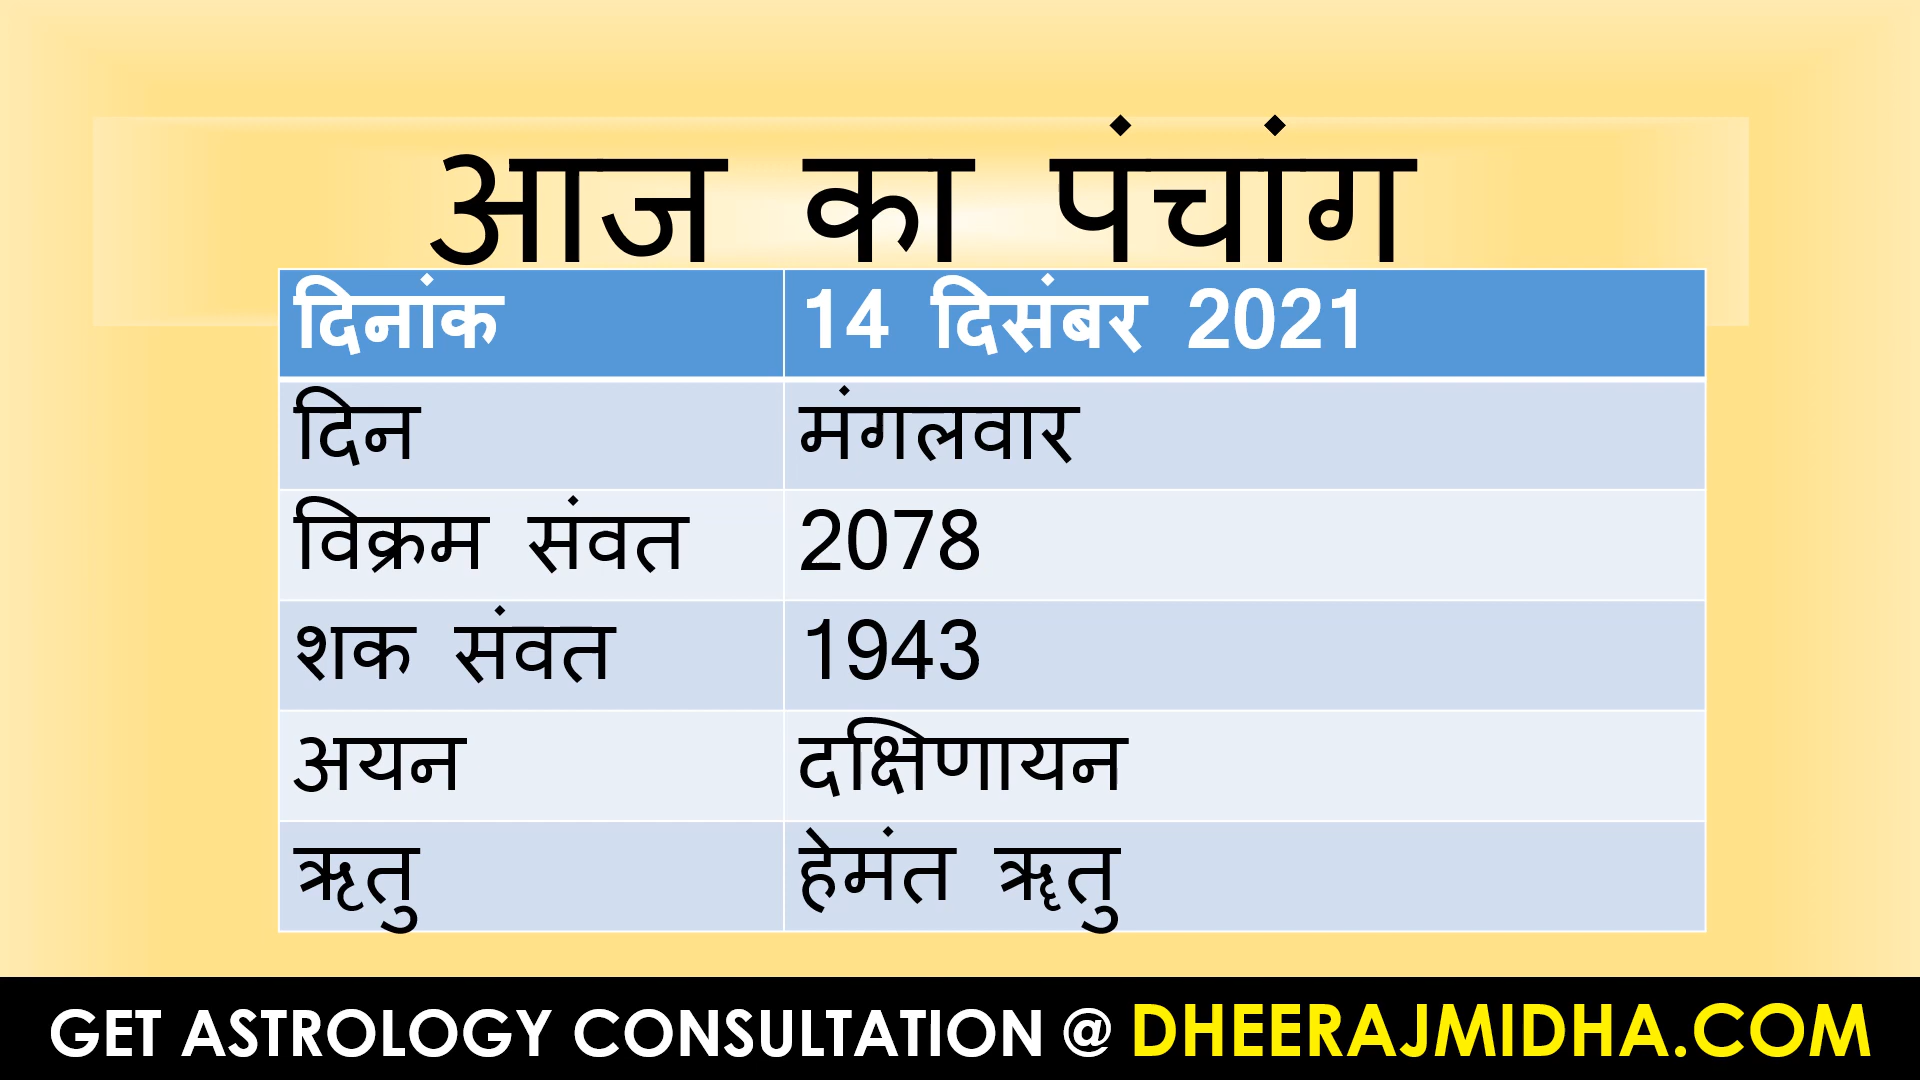 आज का पंचांग
दिनांक 14 दिसंबर 2021
दिन मंगलवार
विक्रम संवत 2078
शक संवत 1943
अयन दक्षिणायन
ऋतु हेमंत ॠतु
GET ASTROLOGY CONSULTATION @ DHEERAJMIDHA.COM